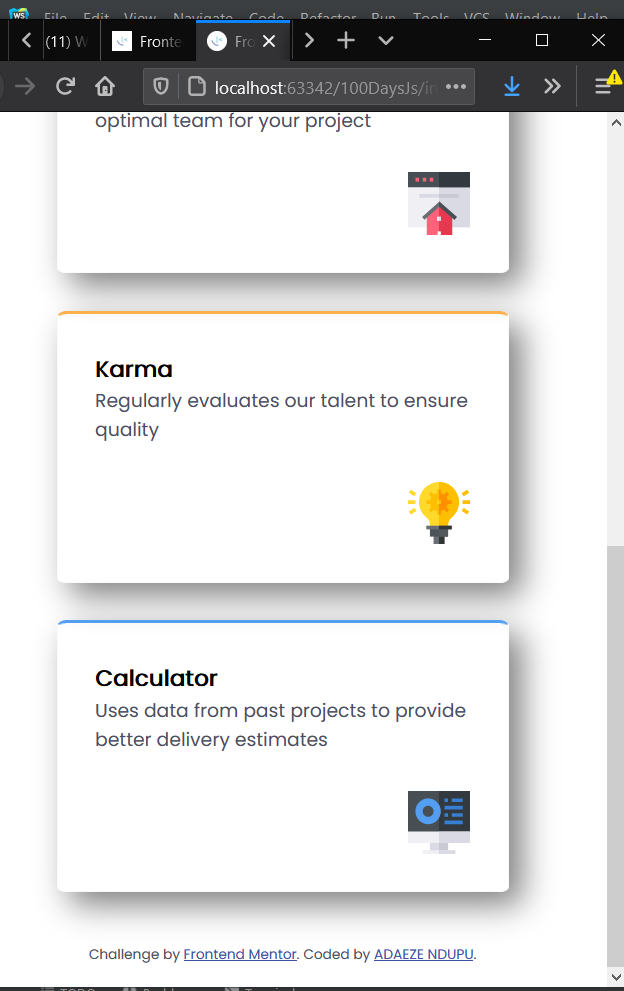 WS File Edit View Navigate Code Refactor Run Tools VCS Window Help
(11) W Fronte Fro
localhost:63342/100DaysJs/in
optimal team for your project
Karma
Regularly evaluates our talent to ensure
quality
Calculator
Uses data from past projects to provide
better delivery estimates
Challenge by Frontend Mentor. Coded by ADAEZE NDUPU.
TODO